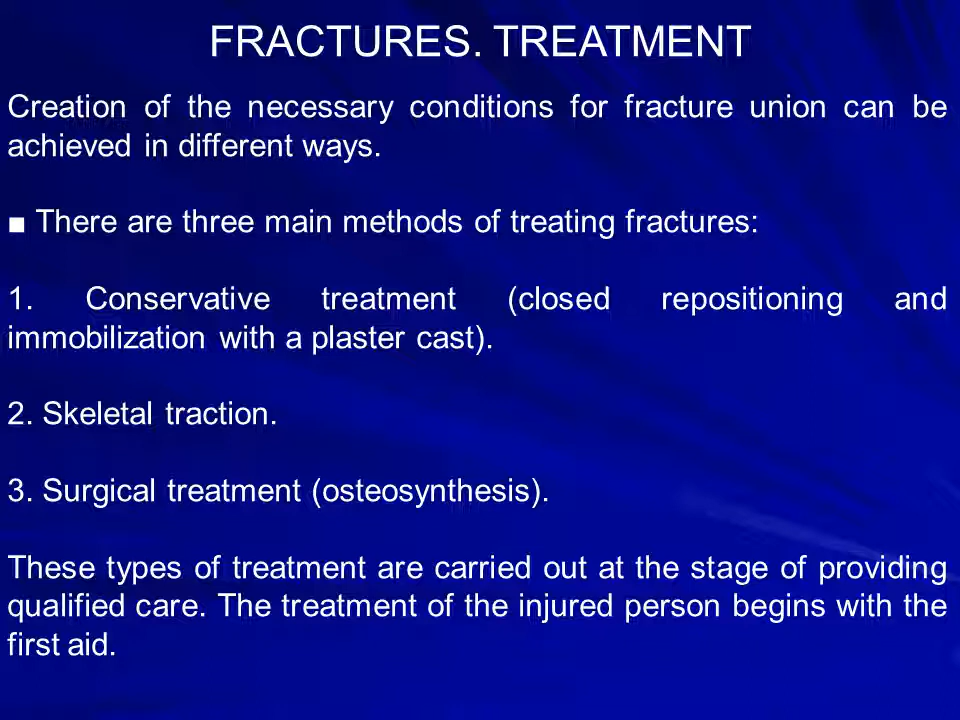 FRACTURES. TREATMENT
Creation of the necessary conditions for fracture union can be
achieved in different ways.
■ There are three main methods of treating fractures:
1. Conservative treatment (closed repositioning and
immobilization with a plaster cast).
2. Skeletal traction.
3. Surgical treatment (osteosynthesis).
These types of treatment are carried out at the stage of providing
qualified care. The treatment of the injured person begins with the
first aid.